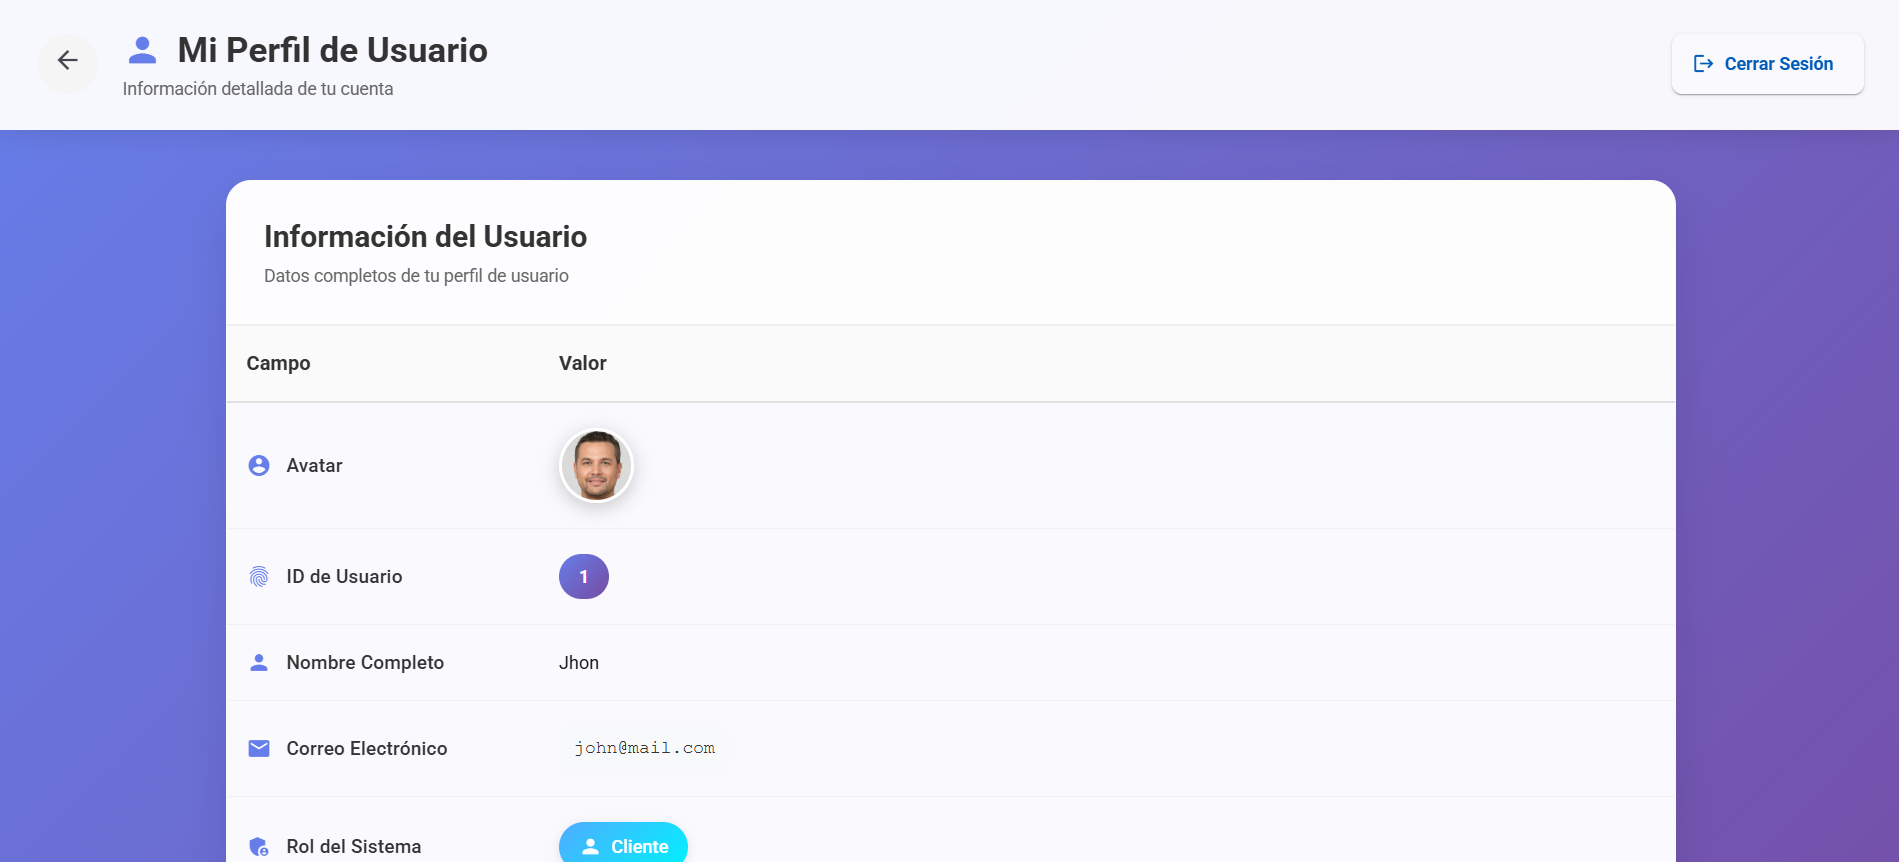 Mi Perfil de Usuario
Información detallada de tu cuenta
Cerrar Sesión
Información del Usuario
Datos completos de tu perfil de usuario
Campo Valor
Avatar
ID de Usuario 1
Nombre Completo Jhon
Correo Electrónico john@mail.com
Rol del Sistema Cliente